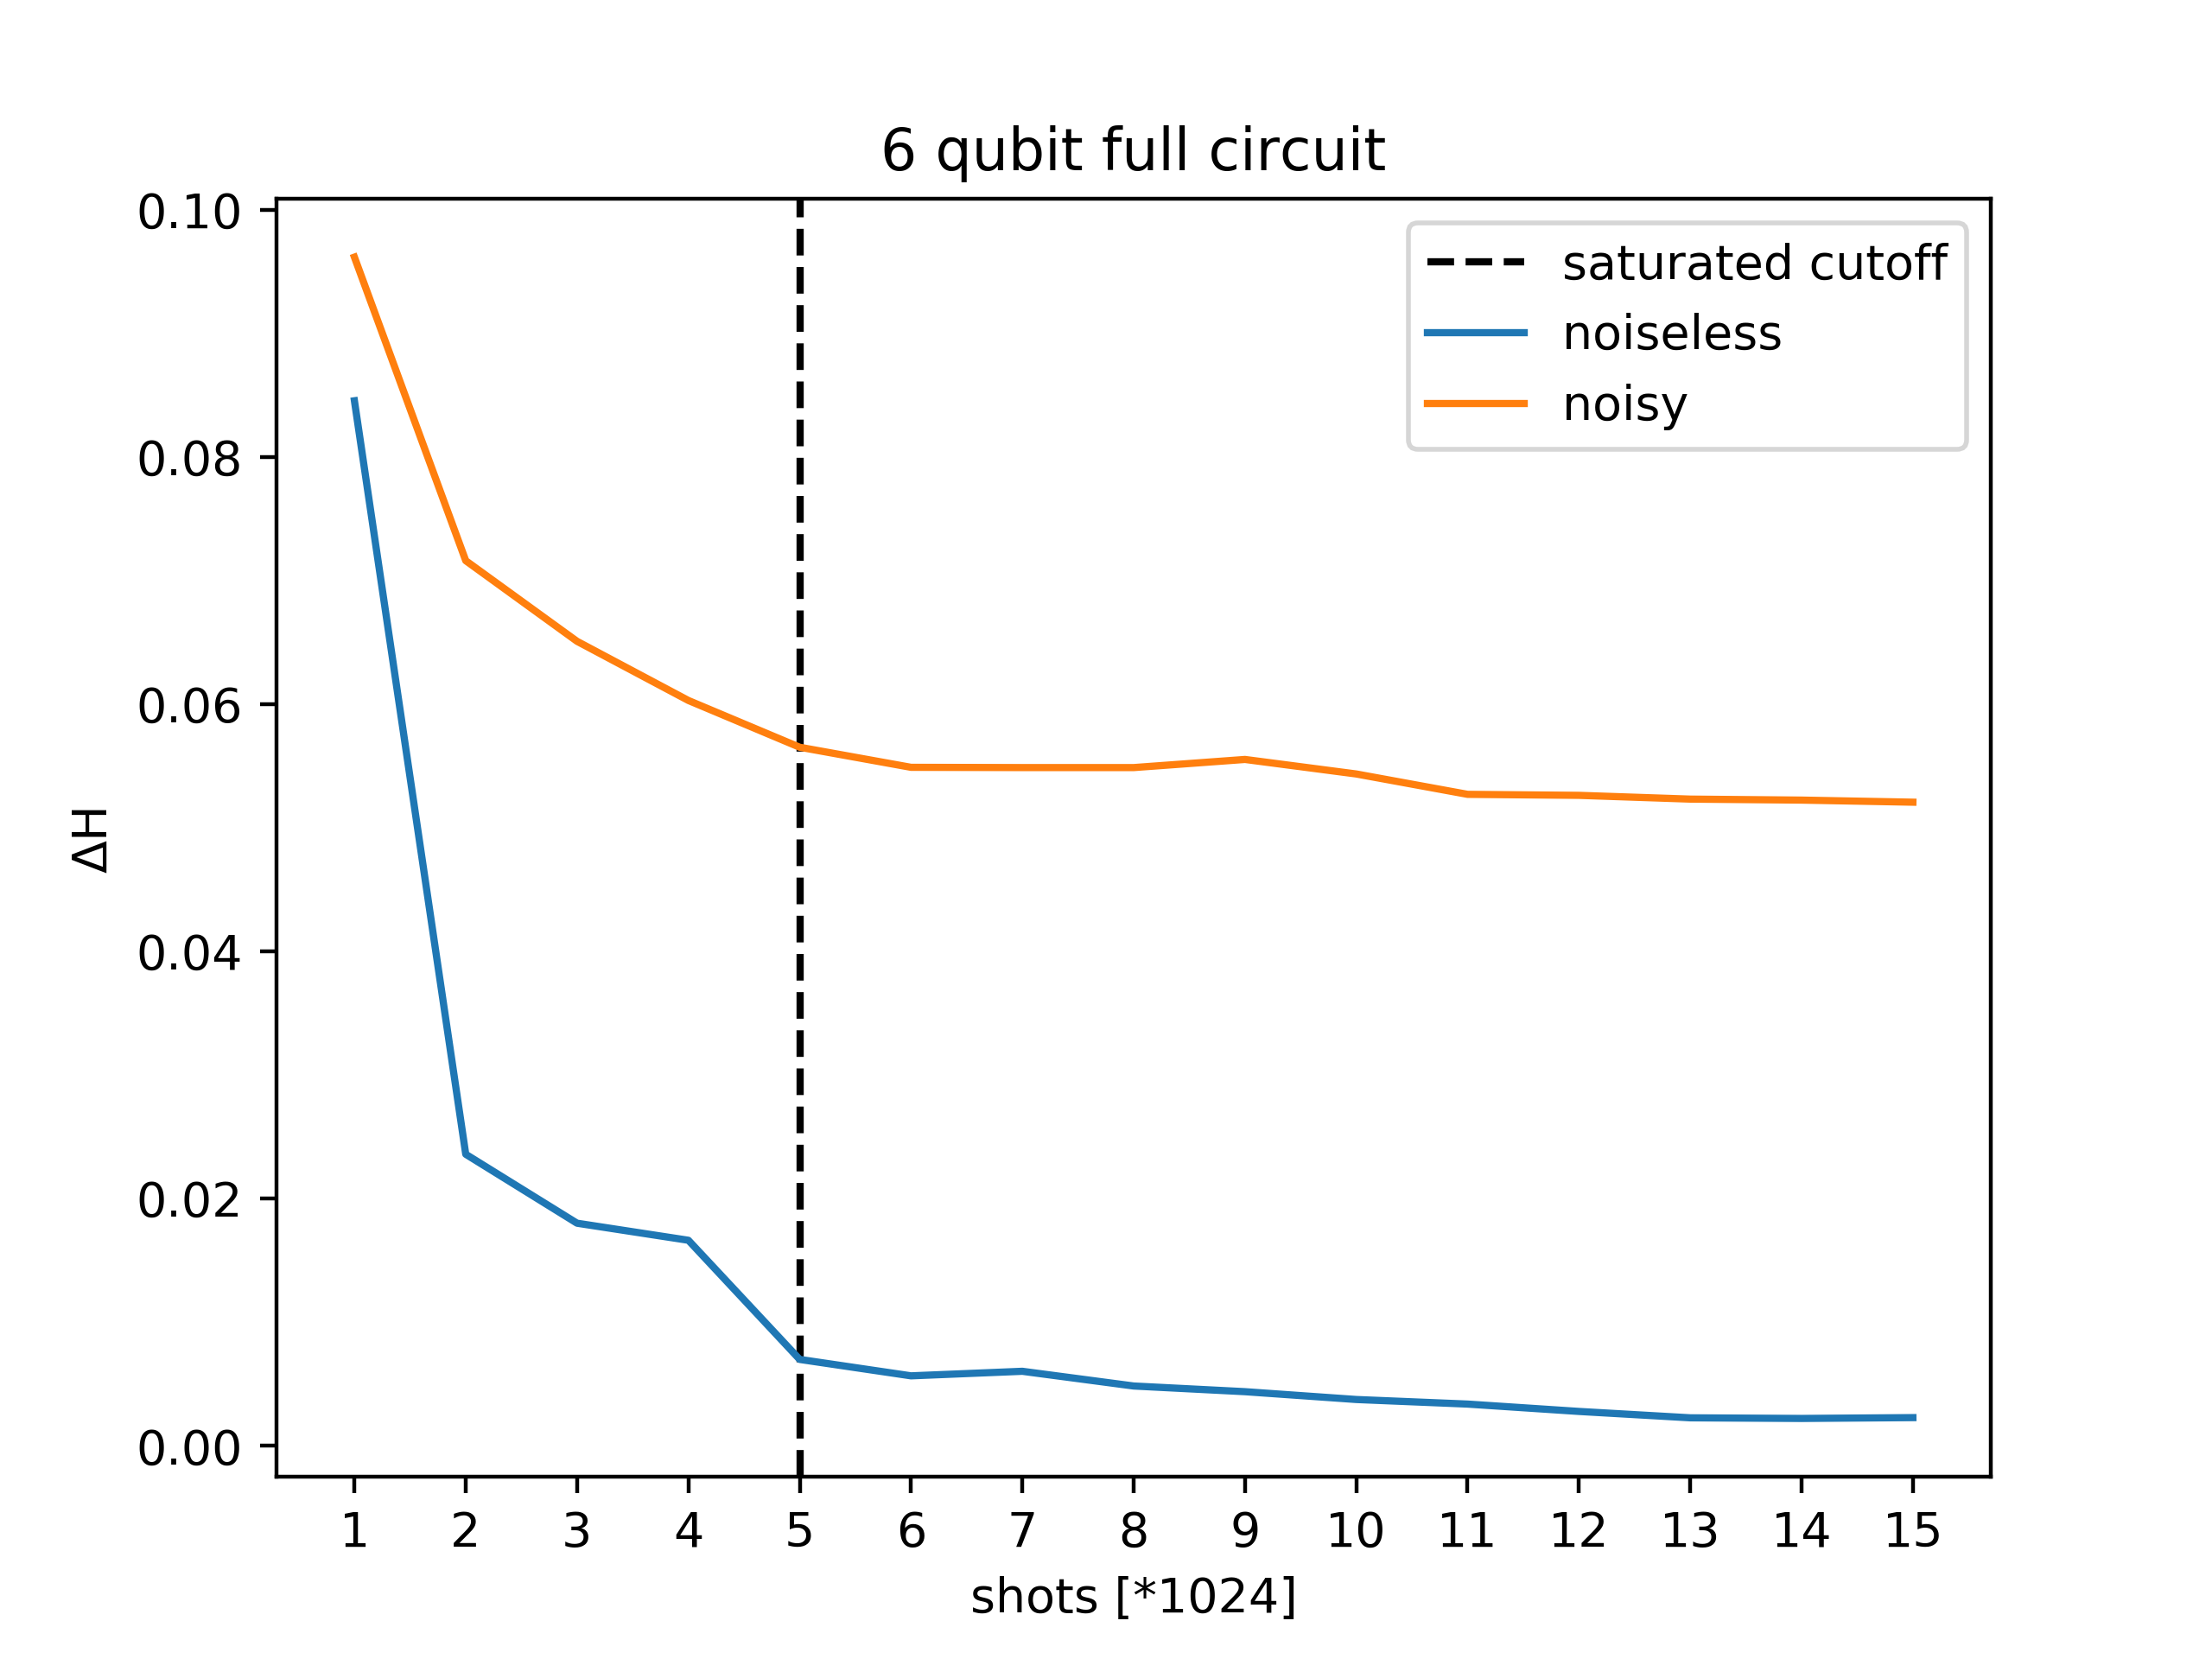 6 qubit full circuit
0.10
0.08
0.06
0.04
0.02
0.00
ΔH
saturated cutoff
noiseless
noisy
1 2 3 4 5 6 7 8 9 10 11 12 13 14 15
shots [*1024]